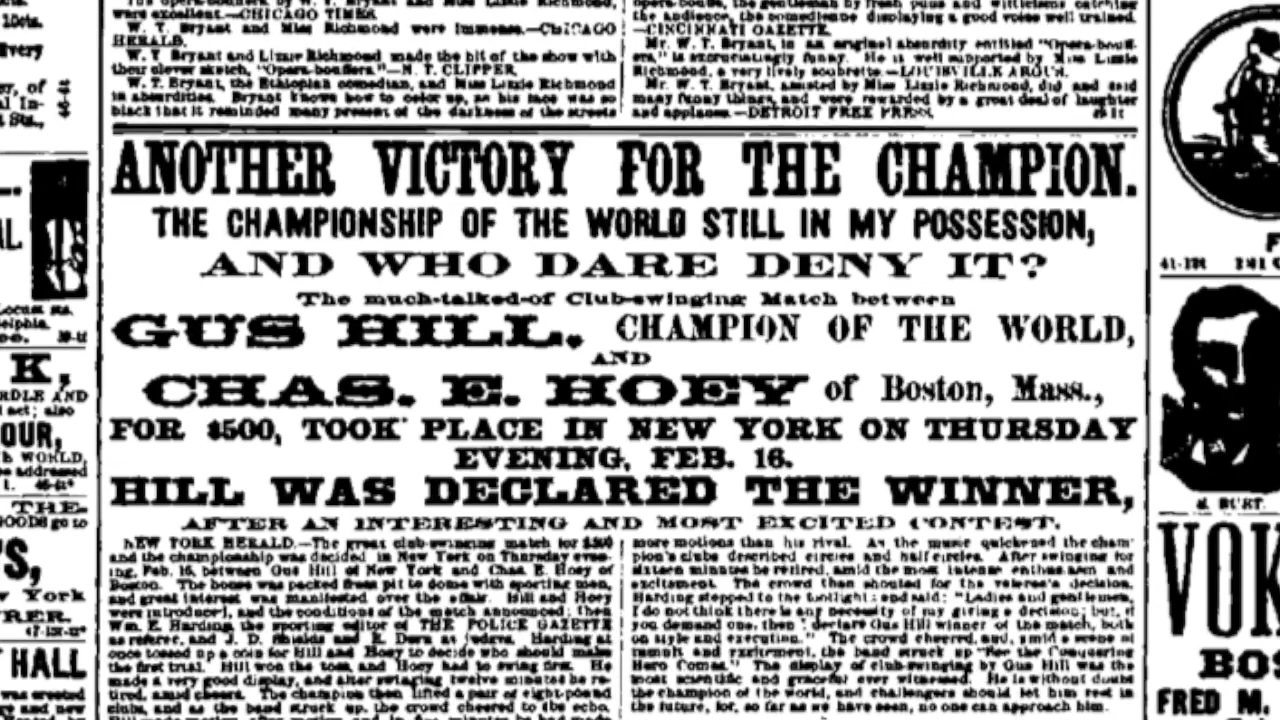 were excellent.—CHICAGO TIMES.
W. T. Bryant and Miss Richmond were immense.—CHICAGO
HERALD.
W. T. Bryant and Lizzie Richmond made the hit of the show with
their clever sketch, "Opera-bouffers."—N. Y. CLIPPER.
W. T. Bryant, the Ethiopian comedian, and Miss Lizzie Richmond
in absurdities. Bryant knows how to color up, as his face was so
black that it reminded many present of the darkness of the streets
the audience, the comedienne displaying a good voice well trained.
—CINCINNATI GAZETTE.
Mr. W. T. Bryant, in an original absurdity entitled "Opera-bouff-
ers," is excruciatingly funny. He is well supported by Miss Lizzie
Richmond, a very lively soubrette.—LOUISVILLE ARGUS.
Mr. W. T. Bryant, assisted by Miss Lizzie Richmond, did and said
many funny things, and were rewarded by a great deal of laughter
and applause.—DETROIT FREE PRESS.
ANOTHER VICTORY FOR THE CHAMPION.
THE CHAMPIONSHIP OF THE WORLD STILL IN MY POSSESSION,
AND WHO DARE DENY IT?
The much-talked-of Club-swinging Match between
GUS HILL, CHAMPION OF THE WORLD,
AND
CHAS. E. HOEY of Boston, Mass.,
FOR $500, TOOK PLACE IN NEW YORK ON THURSDAY
EVENING, FEB. 16.
HILL WAS DECLARED THE WINNER,
AFTER AN INTERESTING AND MOST EXCITED CONTEST.
NEW YORK HERALD.—The great club-swinging match for $500
and the championship was decided in New York on Thursday even-
ing, Feb. 16, between Gus Hill of New York and Chas. E. Hoey of
Boston. The house was packed from pit to dome with sporting men,
and great interest was manifested over the affair. Hill and Hoey
were introduced, and the conditions of the match announced; then
Wm. E. Harding, the sporting editor of THE POLICE GAZETTE
as referee, and J. D. Shields and E. Dunn as judges. Harding at
once tossed up a coin for Hill and Hoey to decide who should make
the first trial. Hill won the toss, and Hoey had to swing first. He
made a very good display, and after swinging twelve minutes he re-
tired, amid cheers. The champion then lifted a pair of eight-pound
clubs, and as the band struck up, the crowd cheered to the echo.
more motions than his rival. As the music quickened the cham-
pion's clubs described circles and half circles. After swinging for
sixteen minutes he retired, amid the most intense enthusiasm and
excitement. The crowd then shouted for the referee's decision.
Harding stepped to the footlights and said: "Ladies and gentlemen,
I do not think there is any necessity of my giving a decision; but, if
you demand one, then I declare Gus Hill winner of the match, both
on style and execution." The crowd cheered, and, amid a scene of
tumult and excitement, the band struck up "See the Conquering
Hero Comes." The display of club-swinging by Gus Hill was the
most scientific and graceful ever witnessed. He is without doubt
the champion of the world, and challengers should let him rest in
the future, for, so far as we have seen, no one can approach him.
K,
OUR,
HALL
VOK
BOS
FRED M.